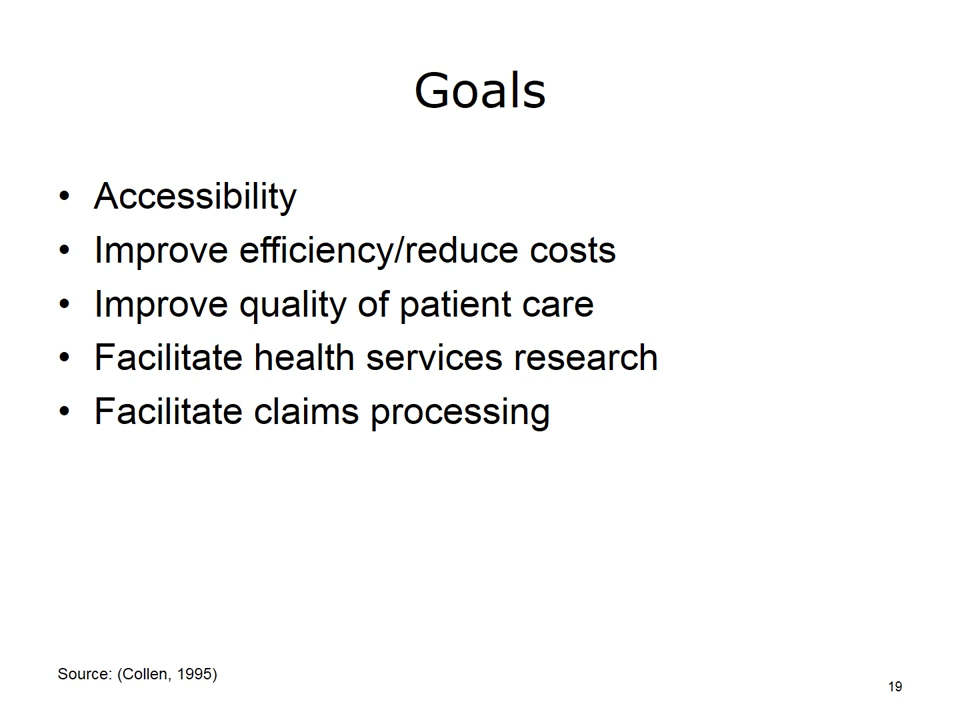 Goals
• Accessibility
• Improve efficiency/reduce costs
• Improve quality of patient care
• Facilitate health services research
• Facilitate claims processing
Source: (Collen, 1995)
19